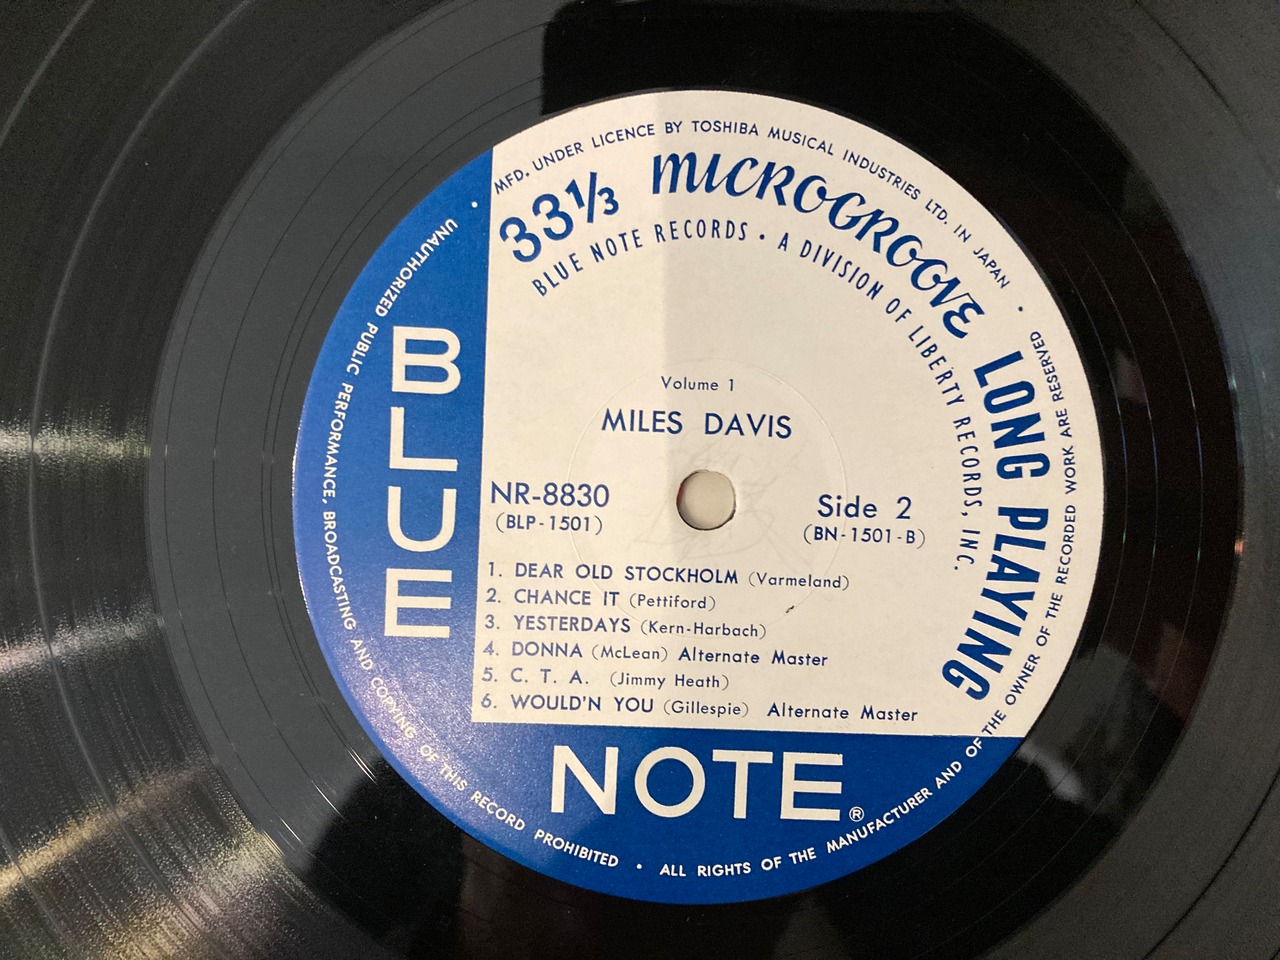 MFD. UNDER LICENCE BY TOSHIBA MUSICAL INDUSTRIES LTD. IN JAPAN •
33⅓ MICROGROOVE LONG PLAYING
BLUE NOTE RECORDS • A DIVISION OF LIBERTY RECORDS, INC.
Volume 1
MILES DAVIS
NR-8830
(BLP-1501)
Side 2
(BN-1501-B)
1. DEAR OLD STOCKHOLM (Varmeland)
2. CHANCE IT (Pettiford)
3. YESTERDAYS (Kern-Harbach)
4. DONNA (McLean) Alternate Master
5. C. T. A. (Jimmy Heath)
6. WOULD'N YOU (Gillespie) Alternate Master
BLUE
NOTE®
UNAUTHORIZED PUBLIC PERFORMANCE, BROADCASTING AND COPYING OF THIS RECORD PROHIBITED • ALL RIGHTS OF THE MANUFACTURER AND OF THE OWNER OF THE RECORDED WORK ARE RESERVED •